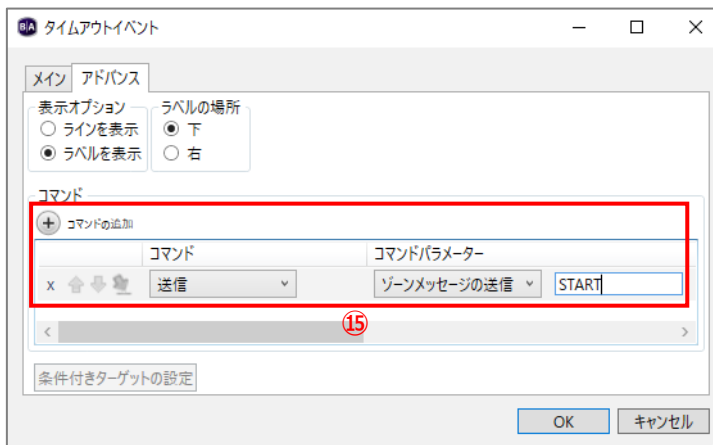 BA タイムアウトイベント
メイン アドバンス
表示オプション ラベルの場所
ラインを表示 下
ラベルを表示 右
コマンド
コマンドの追加
コマンド コマンドパラメーター
x 送信 ゾーンメッセージの送信 START
⑮
条件付きターゲットの設定
OK キャンセル